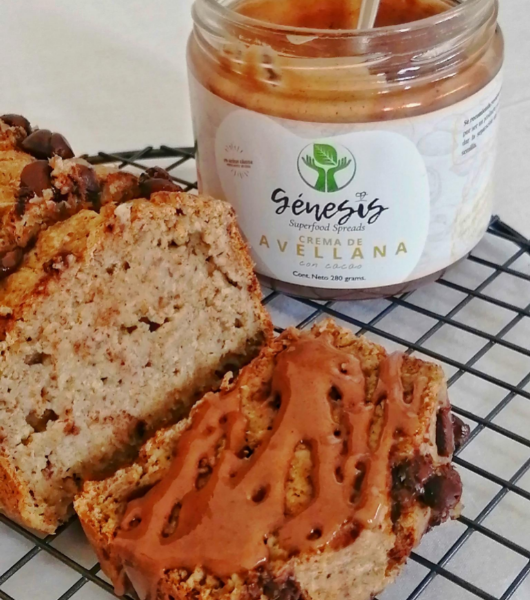 génesis
Superfood Spreads
CREMA DE
AVELLANA
con cacao
Cont. Neto 280 grams.